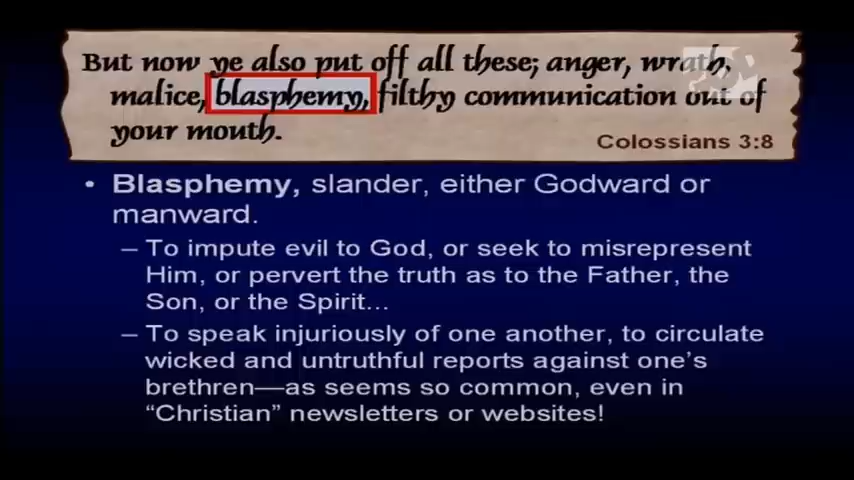 But now ye also put off all these; anger, wrath,
malice, blasphemy, filthy communication out of
your mouth.
Colossians 3:8
• Blasphemy, slander, either Godward or
manward.
– To impute evil to God, or seek to misrepresent
Him, or pervert the truth as to the Father, the
Son, or the Spirit...
– To speak injuriously of one another, to circulate
wicked and untruthful reports against one's
brethren—as seems so common, even in
“Christian” newsletters or websites!